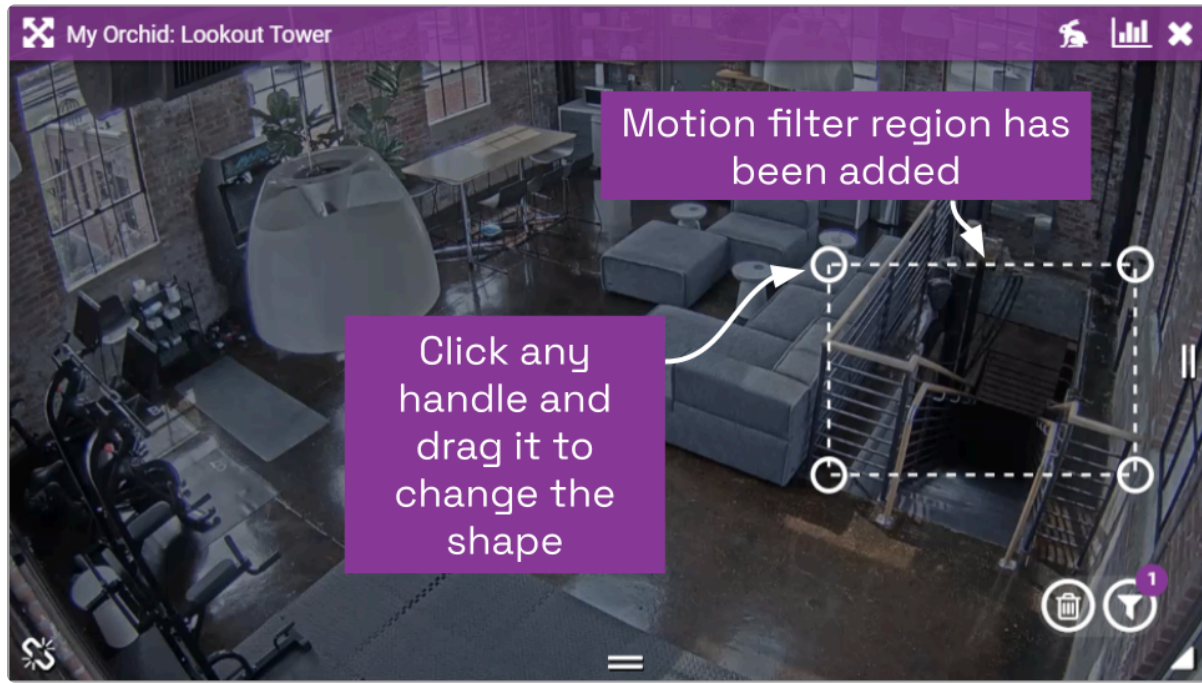 My Orchid: Lookout Tower
Motion filter region has
been added
Click any
handle and
drag it to
change the
shape
1